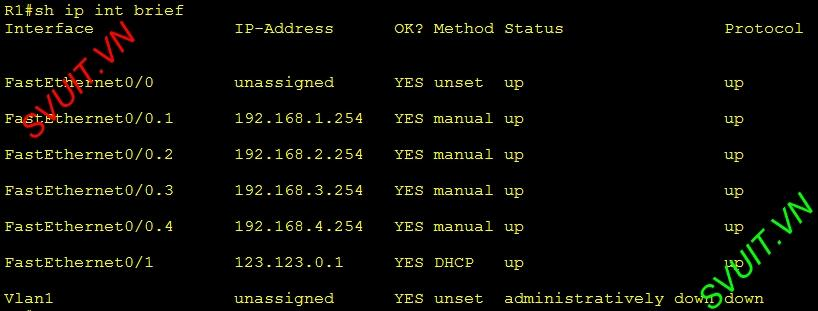 R1#sh ip int brief
Interface IP-Address OK? Method Status Protocol
FastEthernet0/0 unassigned YES unset up up
FastEthernet0/0.1 192.168.1.254 YES manual up up
FastEthernet0/0.2 192.168.2.254 YES manual up up
FastEthernet0/0.3 192.168.3.254 YES manual up up
FastEthernet0/0.4 192.168.4.254 YES manual up up
FastEthernet0/1 123.123.0.1 YES DHCP up up
Vlan1 unassigned YES unset administratively down down
SVUIT.VN
SVUIT.VN